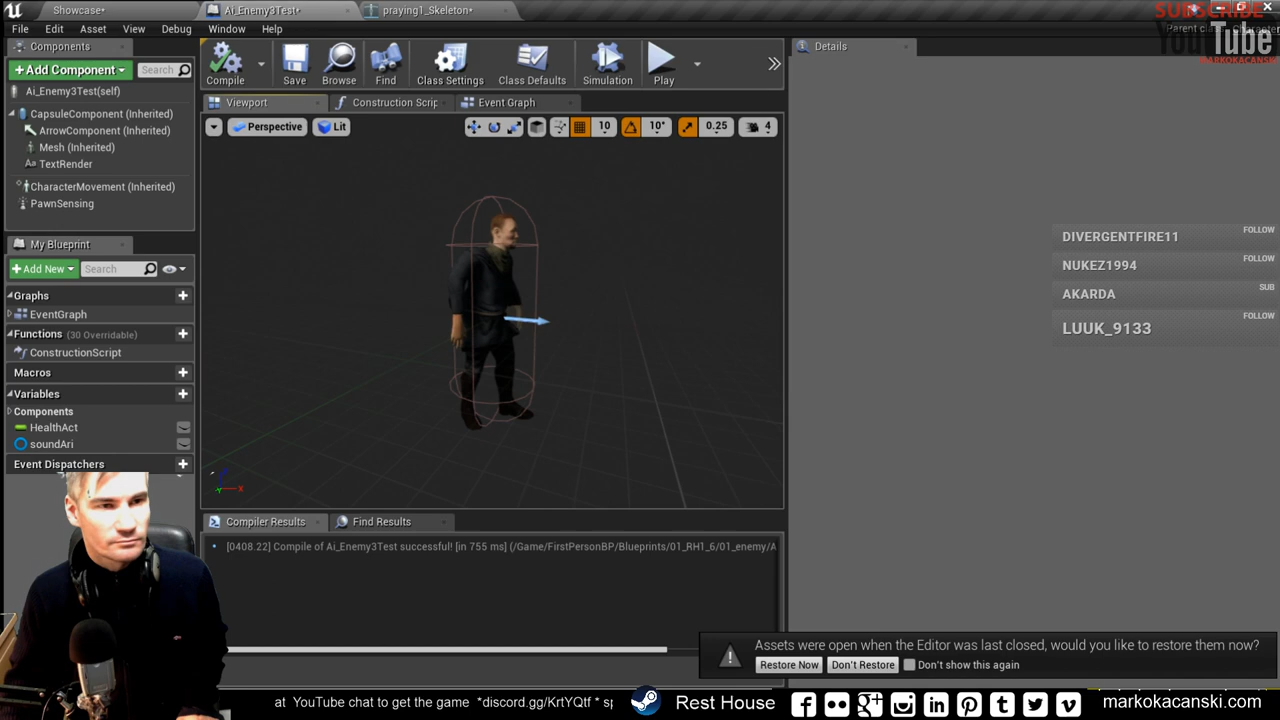 Showcase*
Ai_Enemy3Test*
praying1_Skeleton*
SUBSCRIBE
YouTube
MARKOKACANSKI
File Edit Asset View Debug Window Help
Parent class: Character
Components
+Add Component
Search
Ai_Enemy3Test(self)
CapsuleComponent (Inherited)
ArrowComponent (Inherited)
Mesh (Inherited)
TextRender
CharacterMovement (Inherited)
PawnSensing
Compile Save Browse Find Class Settings Class Defaults Simulation Play
Viewport
Construction Scrip
Event Graph
Perspective Lit 10 10° 0.25 4
Details
DIVERGENTFIRE11 FOLLOW
NUKEZ1994 FOLLOW
AKARDA SUB
LUUK_9133 FOLLOW
My Blueprint
+Add New Search
Graphs
EventGraph
Functions (30 Overridable)
ConstructionScript
Macros
Variables
Components
HealthAct
soundAri
Event Dispatchers
X
Compiler Results
Find Results
[0408.22] Compile of Ai_Enemy3Test successful! [in 755 ms] (/Game/FirstPersonBP/Blueprints/01_RH1_6/01_enemy/A
Assets were open when the Editor was last closed, would you like to restore them now?
Restore Now Don't Restore Don't show this again
at YouTube chat to get the game *discord.gg/KrtYQtf * sp
Rest House
markokacanski.com